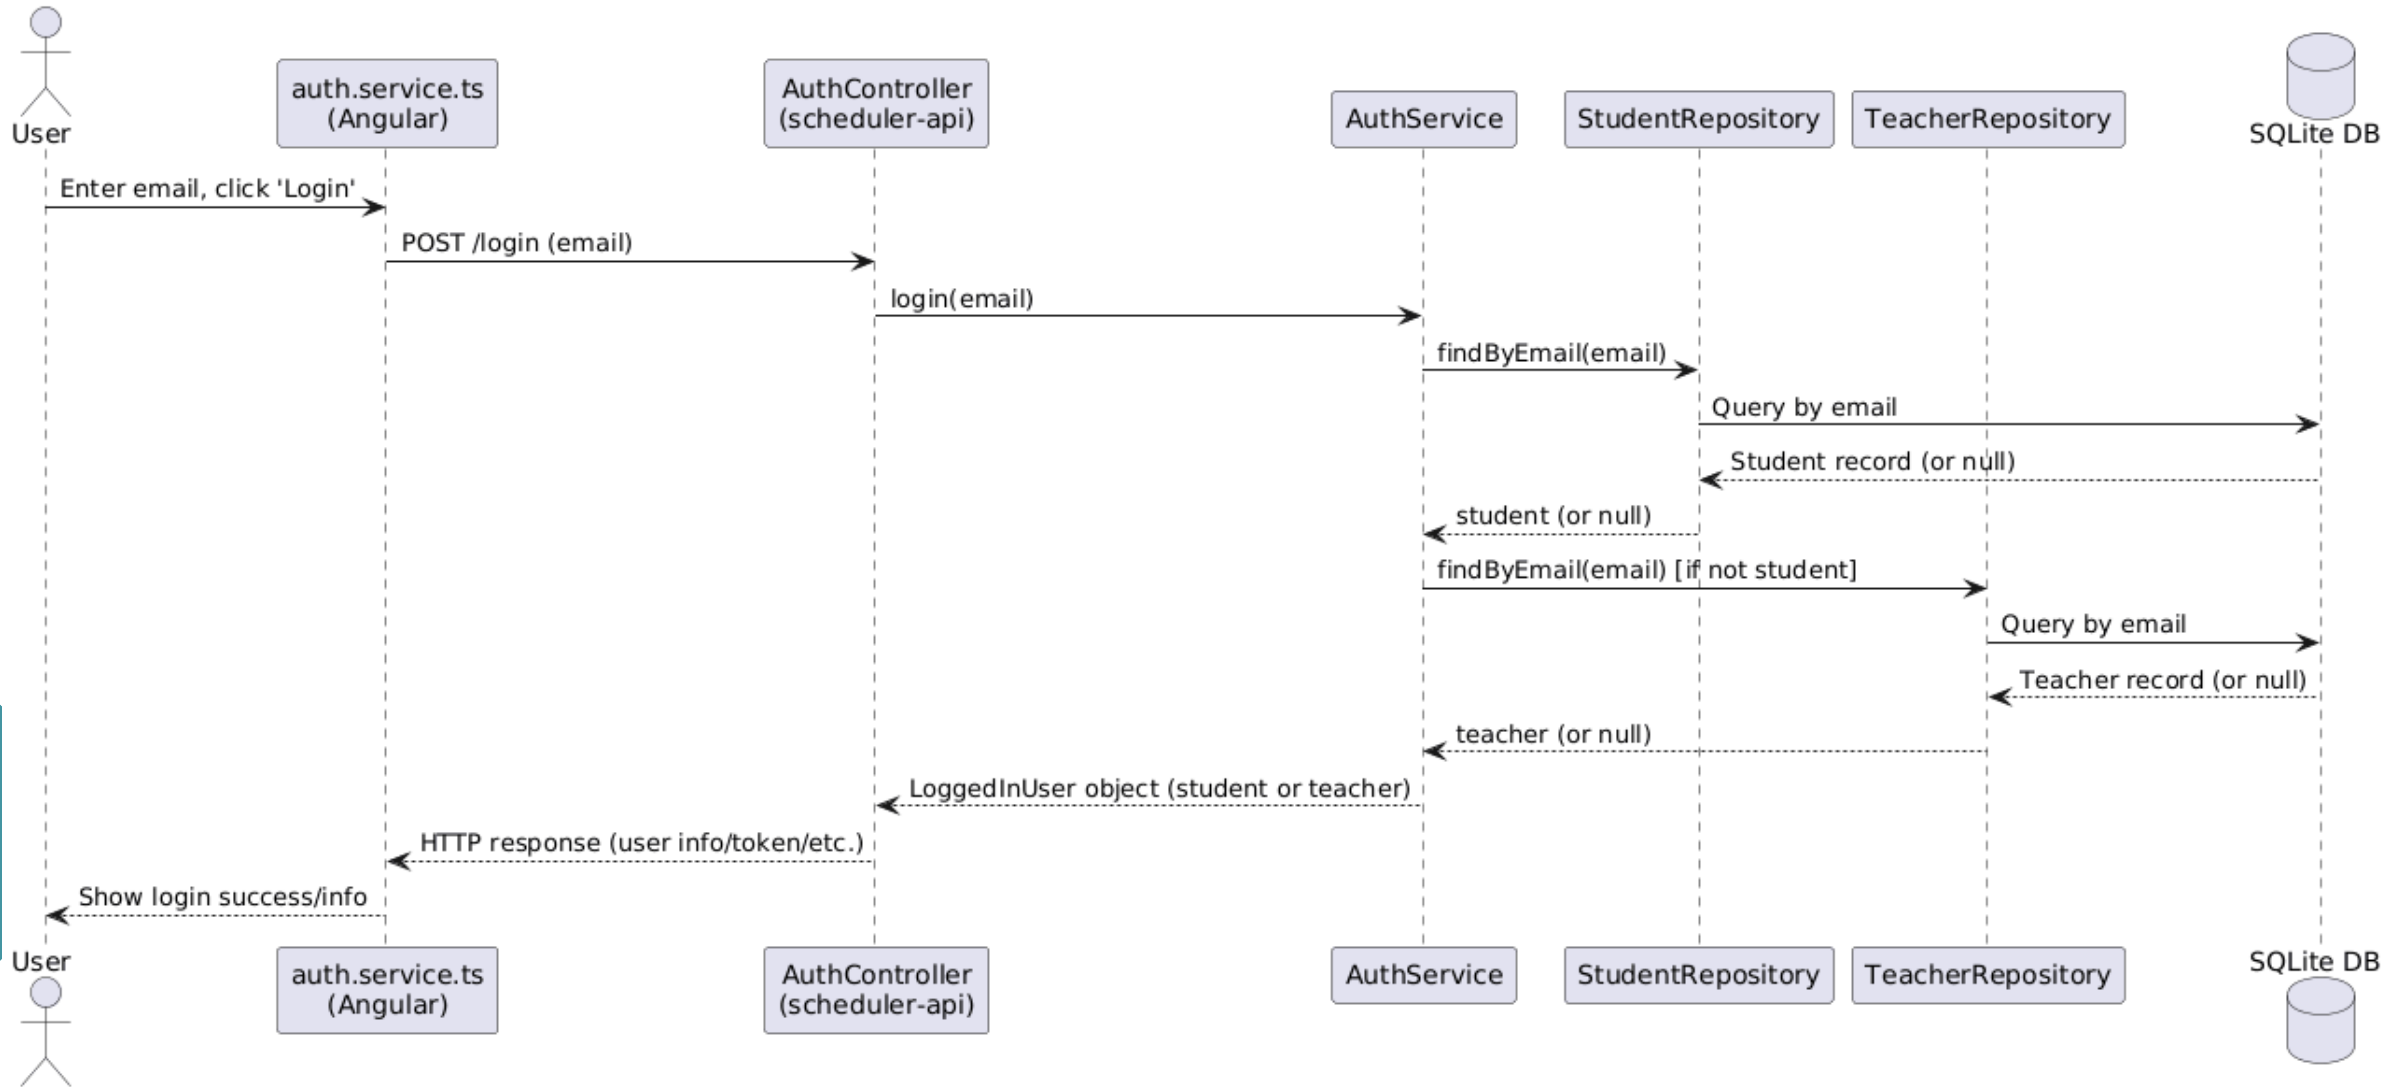 User
auth.service.ts
(Angular)
AuthController
(scheduler-api)
AuthService
StudentRepository
TeacherRepository
SQLite DB
Enter email, click 'Login'
POST /login (email)
login(email)
findByEmail(email)
Query by email
Student record (or null)
student (or null)
findByEmail(email) [if not student]
Query by email
Teacher record (or null)
teacher (or null)
LoggedInUser object (student or teacher)
HTTP response (user info/token/etc.)
Show login success/info
User
auth.service.ts
(Angular)
AuthController
(scheduler-api)
AuthService
StudentRepository
TeacherRepository
SQLite DB